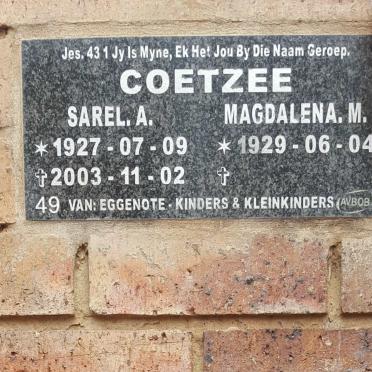 Jes. 43 1 Jy Is Myne, Ek Het Jou By Die Naam Geroep.
COETZEE
SAREL. A. MAGDALENA. M.
* 1927 - 07 - 09 * 1929 - 06 - 04
✝ 2003 - 11 - 02 ✝
49 VAN: EGGENOTE - KINDERS & KLEINKINDERS AVBOB